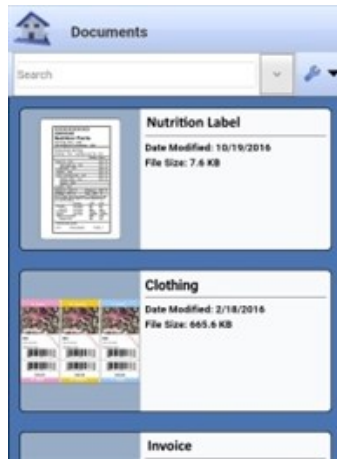 Documents
Search
Nutrition Label
Date Modified: 10/19/2016
File Size: 7.6 KB
Clothing
Date Modified: 2/18/2016
File Size: 665.6 KB
Invoice